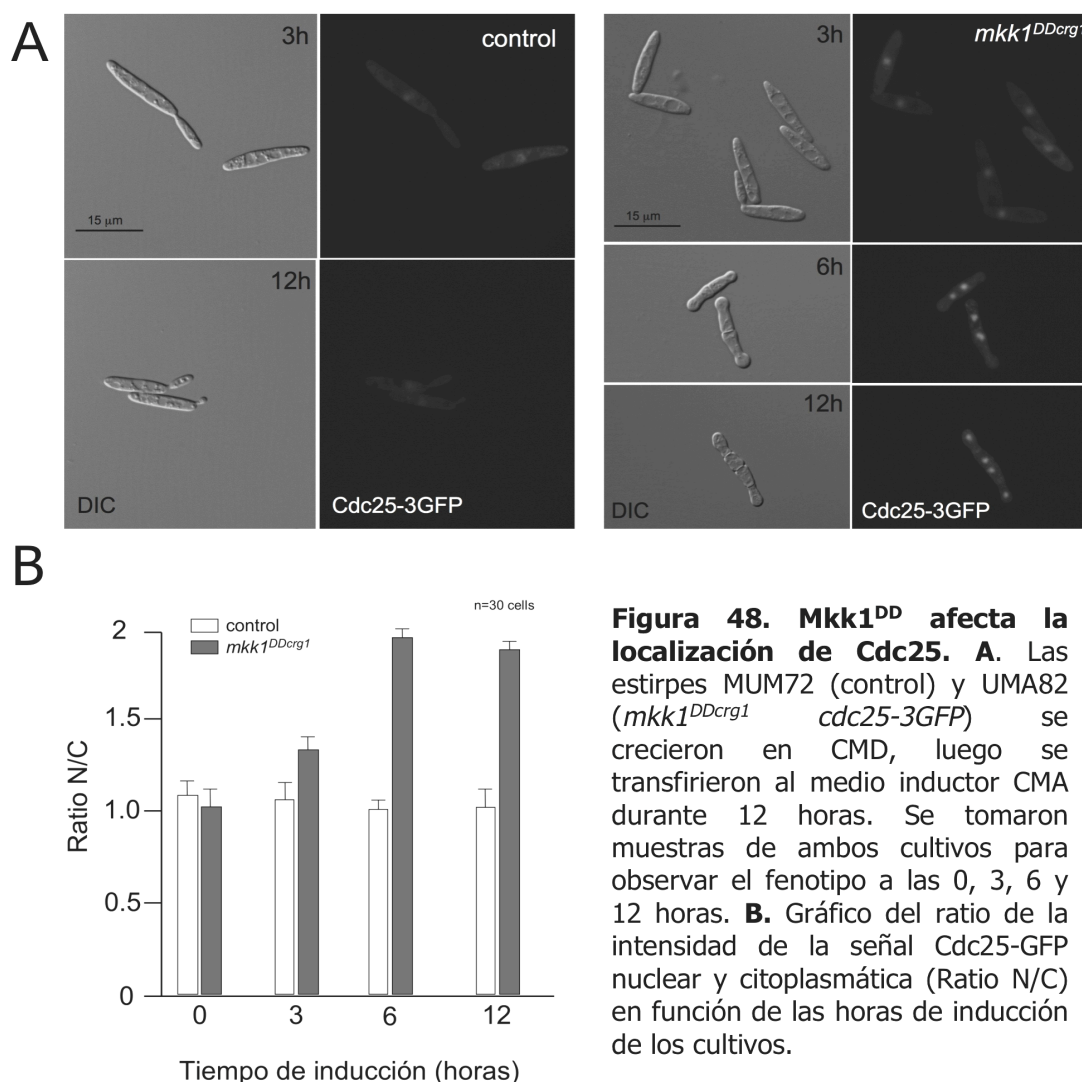 A
3h
control
15 μm
12h
DIC
Cdc25-3GFP
3h
mkk1DDcrg1
15 μm
6h
12h
DIC
Cdc25-3GFP
B
n=30 cells
control
mkk1DDcrg1
2
1.5
1.0
0.5
0
Ratio N/C
0 3 6 12
Tiempo de inducción (horas)
Figura 48. Mkk1DD afecta la
localización de Cdc25. A. Las
estirpes MUM72 (control) y UMA82
(mkk1DDcrg1 cdc25-3GFP) se
crecieron en CMD, luego se
transfirieron al medio inductor CMA
durante 12 horas. Se tomaron
muestras de ambos cultivos para
observar el fenotipo a las 0, 3, 6 y
12 horas. B. Gráfico del ratio de la
intensidad de la señal Cdc25-GFP
nuclear y citoplasmática (Ratio N/C)
en función de las horas de inducción
de los cultivos.